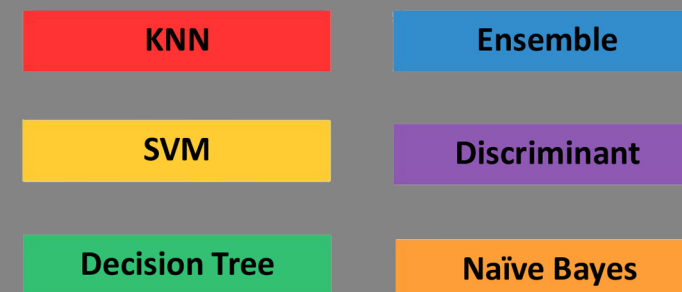 KNN
Ensemble
SVM
Discriminant
Decision Tree
Naïve Bayes